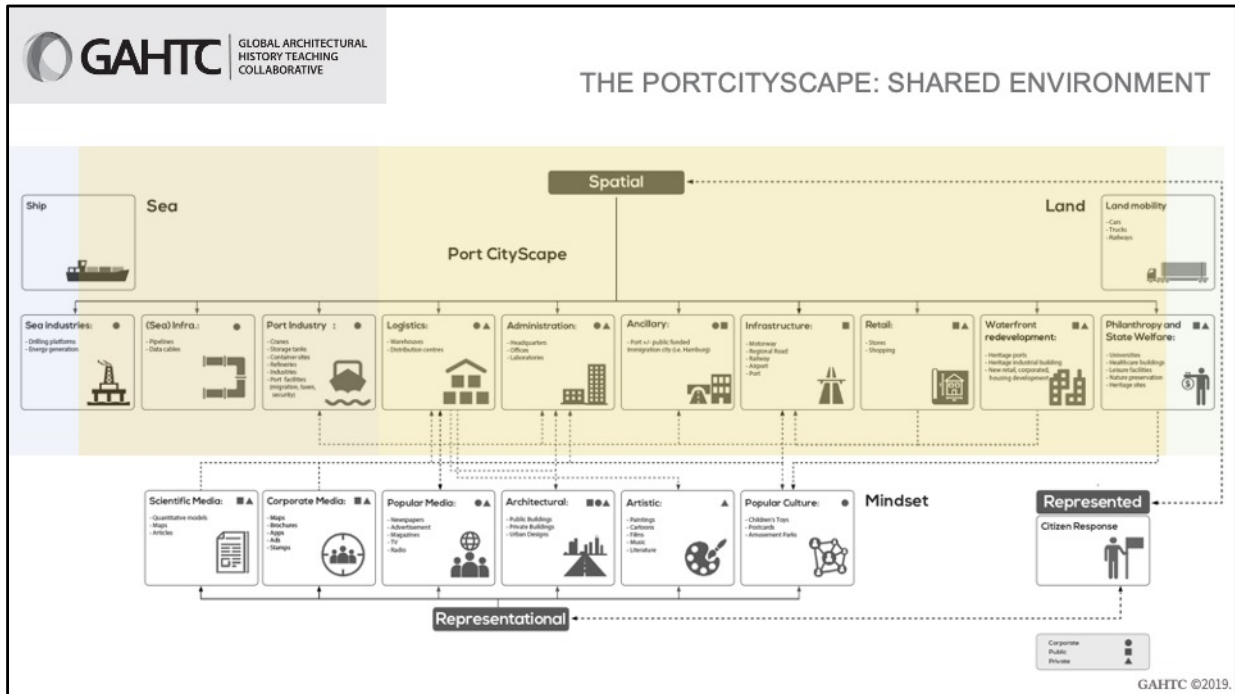 GAHTC
GLOBAL ARCHITECTURAL
HISTORY TEACHING
COLLABORATIVE
THE PORTCITYSCAPE: SHARED ENVIRONMENT
Spatial
Ship
Sea
Land
Land mobility
- Cars
- Trucks
- Railways
Port CityScape
Sea industries:
- Drilling platforms
- Energy generation
(Sea) Infra.:
- Pipelines
- Data cables
Port Industry :
- Cranes
- Storage tanks
- Container sites
- Refineries
- Industries
- Port facilities
(migration, taxes,
security)
Logistics:
- Warehouses
- Distribution centres
Administration:
- Headquarters
- Offices
- Laboratories
Ancillary:
- Port +/- public funded
immigration city (i.e. Hamburg)
Infrastructure:
- Motorway
- Regional Road
- Railway
- Airport
- Port
Retail:
- Stores
- Shopping
Waterfront
redevelopment:
- Heritage ports
- Heritage industrial building
- New retail, corporated,
housing development
Philanthropy and
State Welfare:
- Universities
- Healthcare buildings
- Leisure facilities
- Nature preservation
- Heritage sites
Scientific Media:
- Quantitative models
- Maps
- Articles
Corporate Media:
- Maps
- Brochures
- Apps
- Ads
- Stamps
Popular Media:
- Newspapers
- Advertisement
- Magazines
- TV
- Radio
Architectural:
- Public Buildings
- Private Buildings
- Urban Designs
Artistic:
- Paintings
- Cartoons
- Films
- Music
- Literature
Popular Culture:
- Children's Toys
- Postcards
- Amusement Parks
Mindset
Represented
Citizen Response
Representational
Corporate
Public
Private
GAHTC ©2019.